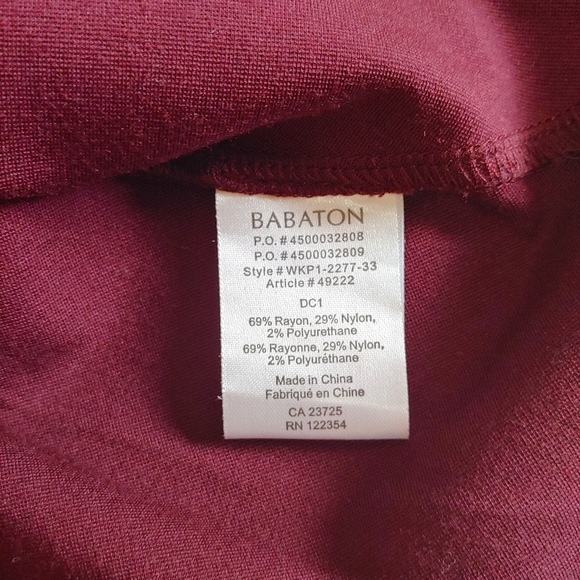 BABATON
P.O. # 4500032808
P.O. # 4500032809
Style # WKP1-2277-33
Article # 49222
DC1
69% Rayon, 29% Nylon,
2% Polyurethane
69% Rayonne, 29% Nylon,
2% Polyuréthane
Made in China
Fabriqué en Chine
CA 23725
RN 122354